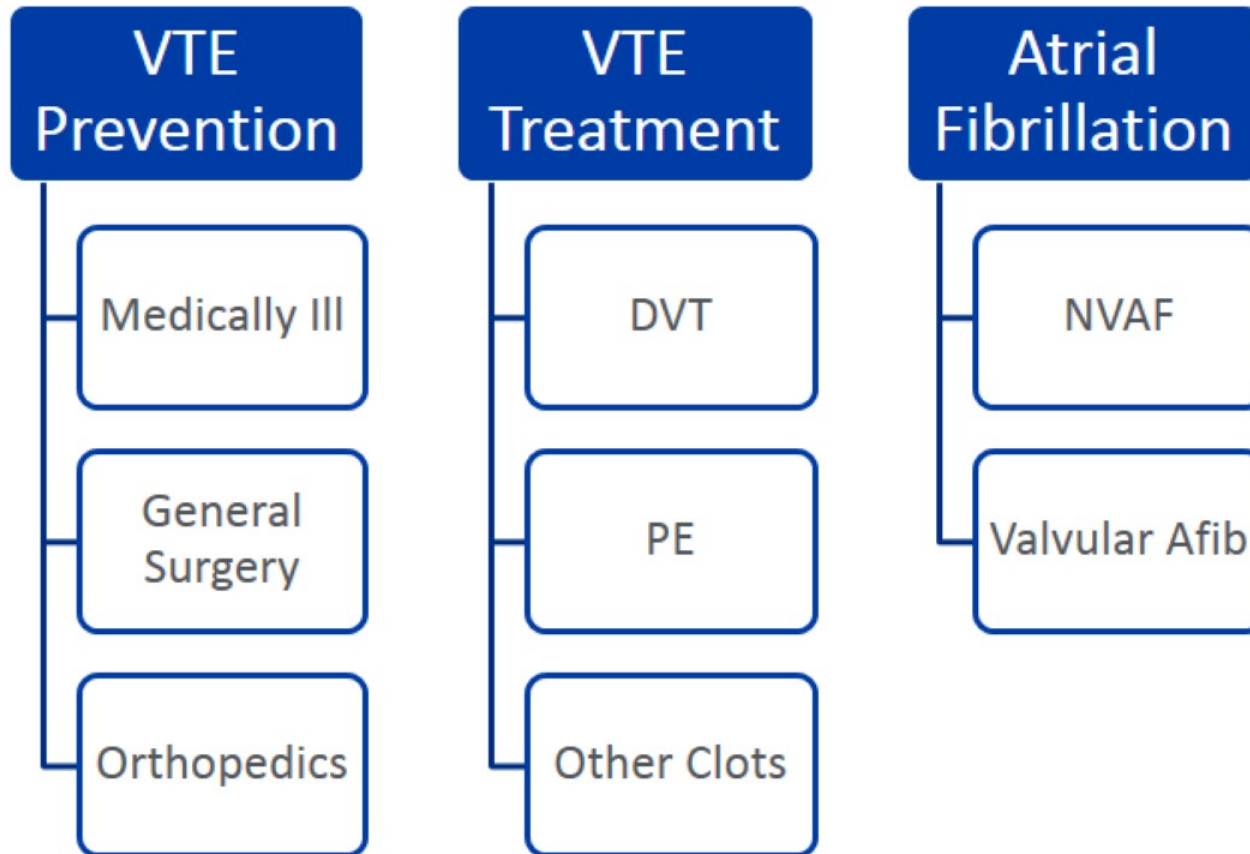 VTE
Prevention
Medically Ill
General
Surgery
Orthopedics
VTE
Treatment
DVT
PE
Other Clots
Atrial
Fibrillation
NVAF
Valvular Afib